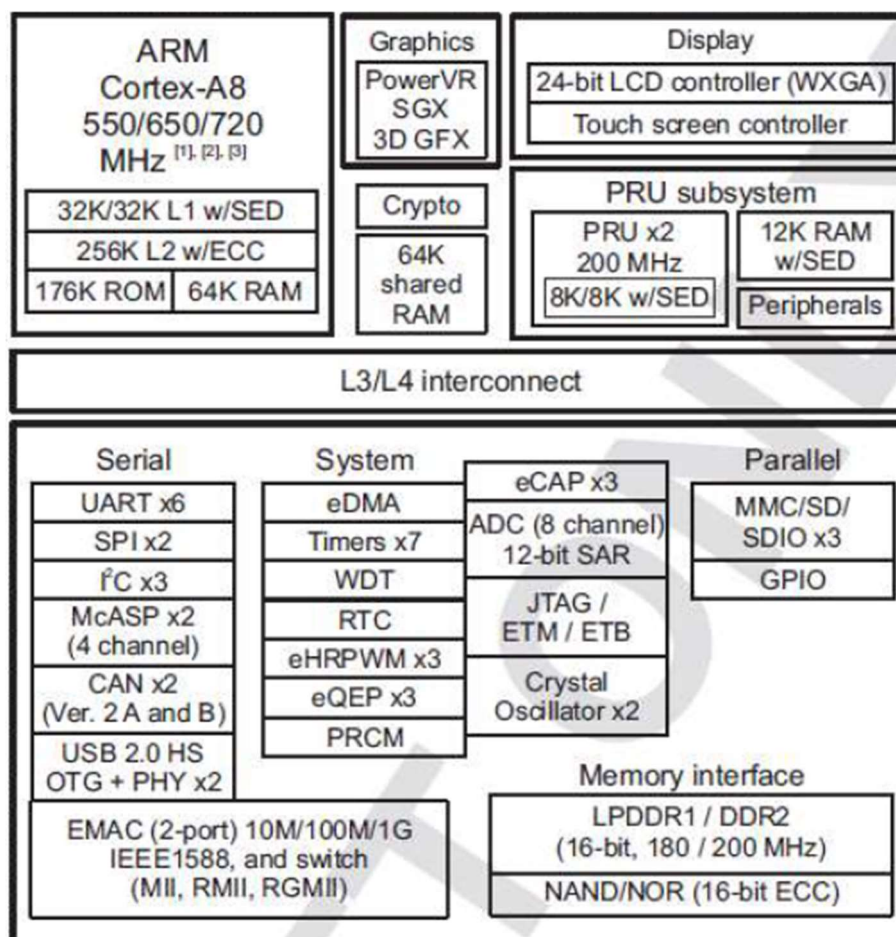 ARM
Cortex-A8
550/650/720
MHz [1], [2], [3]
32K/32K L1 w/SED
256K L2 w/ECC
176K ROM
64K RAM
Graphics
PowerVR
SGX
3D GFX
Crypto
64K
shared
RAM
Display
24-bit LCD controller (WXGA)
Touch screen controller
PRU subsystem
PRU x2
200 MHz
8K/8K w/SED
12K RAM
w/SED
Peripherals
L3/L4 interconnect
Serial
UART x6
SPI x2
I²C x3
McASP x2
(4 channel)
CAN x2
(Ver. 2 A and B)
USB 2.0 HS
OTG + PHY x2
EMAC (2-port) 10M/100M/1G
IEEE1588, and switch
(MII, RMII, RGMII)
System
eDMA
Timers x7
WDT
RTC
eHRPWM x3
eQEP x3
PRCM
eCAP x3
ADC (8 channel)
12-bit SAR
JTAG /
ETM / ETB
Crystal
Oscillator x2
Parallel
MMC/SD/
SDIO x3
GPIO
Memory interface
LPDDR1 / DDR2
(16-bit, 180 / 200 MHz)
NAND/NOR (16-bit ECC)